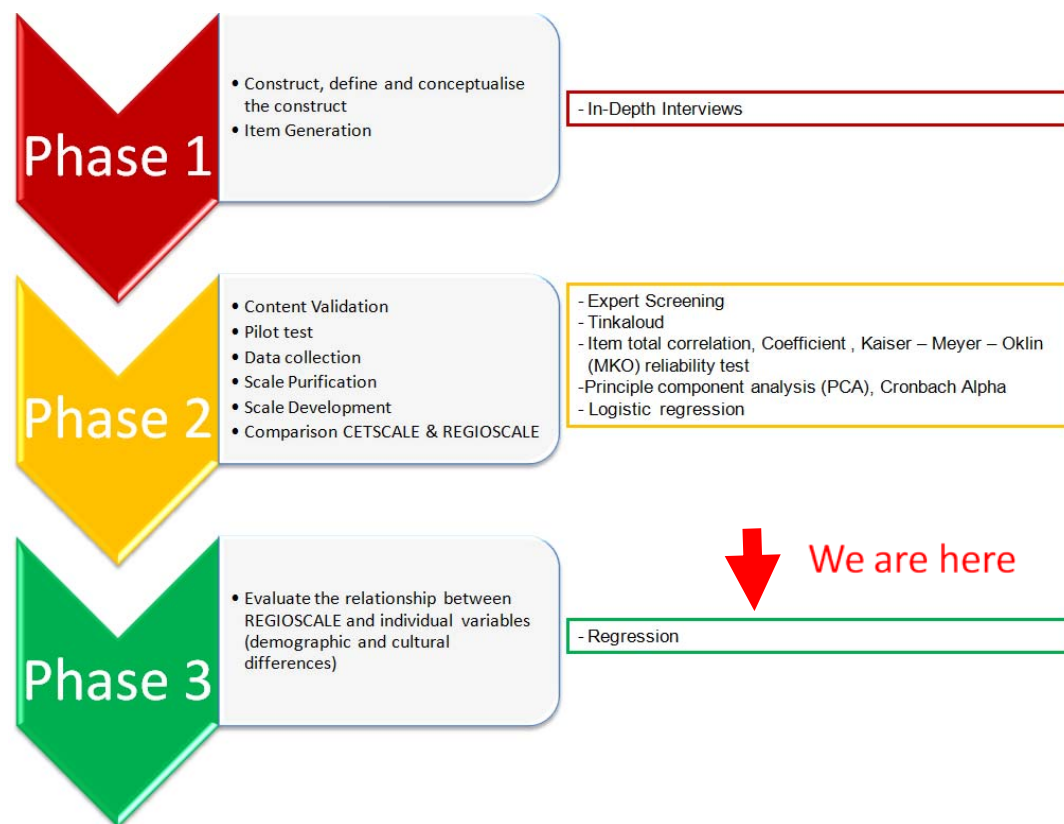 Phase 1
• Construct, define and conceptualise
the construct
• Item Generation
- In-Depth Interviews
Phase 2
• Content Validation
• Pilot test
• Data collection
• Scale Purification
• Scale Development
• Comparison CETSCALE & REGIOSCALE
- Expert Screening
- Tinkaloud
- Item total correlation, Coefficient , Kaiser – Meyer – Oklin
(MKO) reliability test
-Principle component analysis (PCA), Cronbach Alpha
- Logistic regression
Phase 3
• Evaluate the relationship between
REGIOSCALE and individual variables
(demographic and cultural
differences)
We are here
- Regression